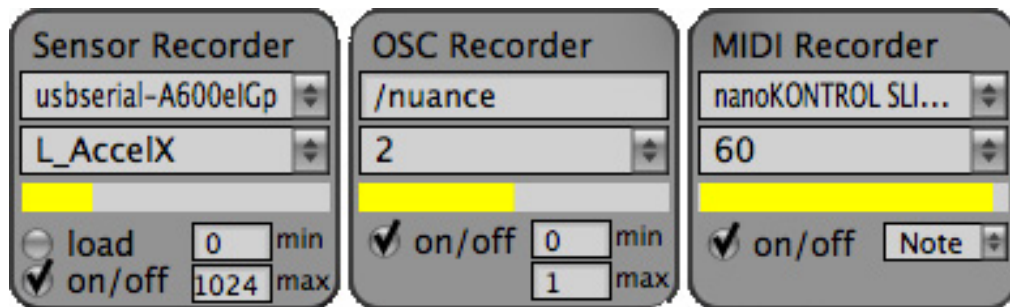 Sensor Recorder
usbserial-A600elGp
L_AccelX
load 0 min
on/off 1024 max
OSC Recorder
/nuance
2
on/off 0 min
1 max
MIDI Recorder
nanoKONTROL SLI...
60
on/off Note